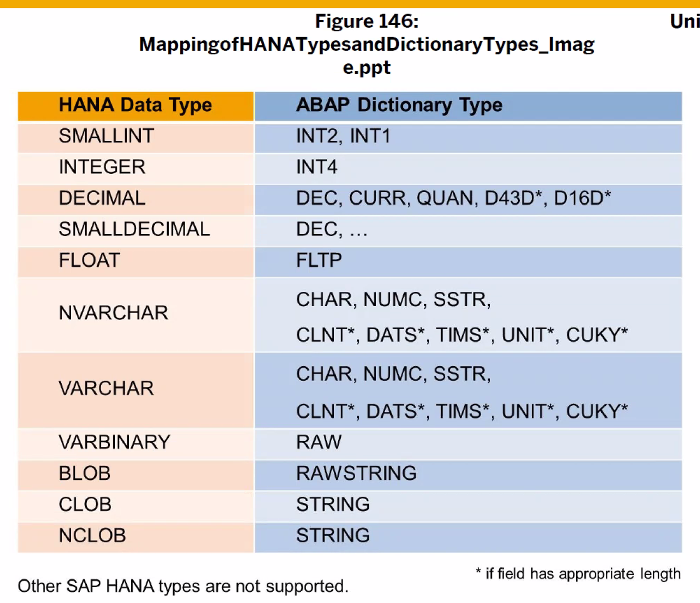 Figure 146:
MappingofHANATypesandDictionaryTypes_Imag
e.ppt
Uni
HANA Data Type ABAP Dictionary Type
SMALLINT INT2, INT1
INTEGER INT4
DECIMAL DEC, CURR, QUAN, D43D*, D16D*
SMALLDECIMAL DEC, ...
FLOAT FLTP
NVARCHAR CHAR, NUMC, SSTR,
CLNT*, DATS*, TIMS*, UNIT*, CUKY*
VARCHAR CHAR, NUMC, SSTR,
CLNT*, DATS*, TIMS*, UNIT*, CUKY*
VARBINARY RAW
BLOB RAWSTRING
CLOB STRING
NCLOB STRING
* if field has appropriate length
Other SAP HANA types are not supported.